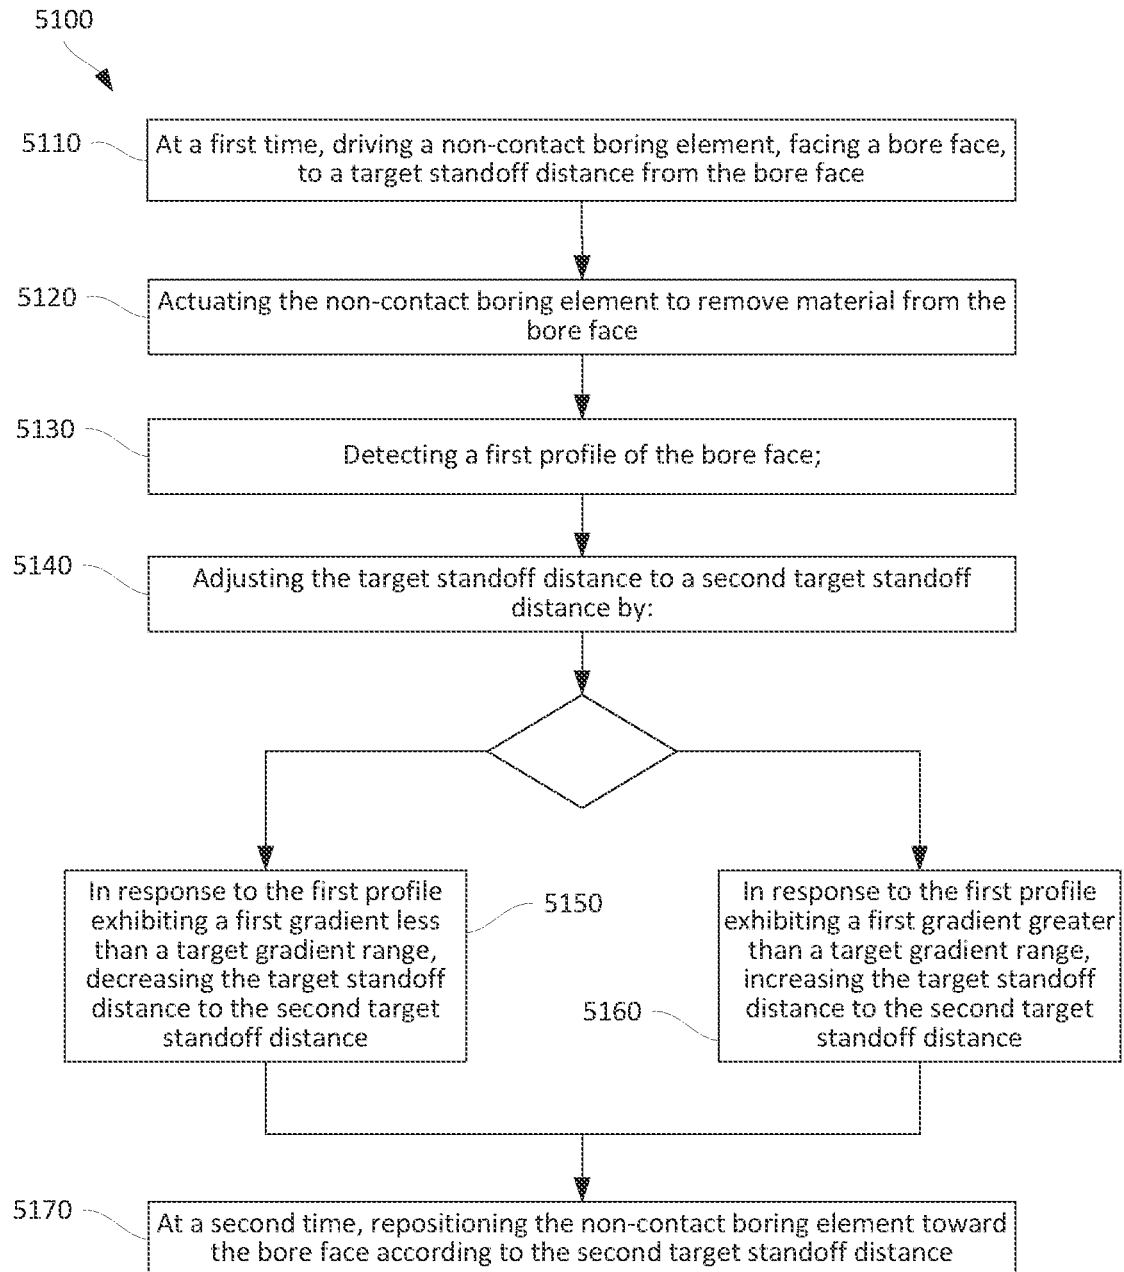 5100
5110
At a first time, driving a non-contact boring element, facing a bore face,
to a target standoff distance from the bore face
5120
Actuating the non-contact boring element to remove material from the
bore face
5130
Detecting a first profile of the bore face;
5140
Adjusting the target standoff distance to a second target standoff
distance by:
In response to the first profile
exhibiting a first gradient less
than a target gradient range,
decreasing the target standoff
distance to the second target
standoff distance
5150
In response to the first profile
exhibiting a first gradient greater
than a target gradient range,
increasing the target standoff
distance to the second target
standoff distance
5160
5170
At a second time, repositioning the non-contact boring element toward
the bore face according to the second target standoff distance